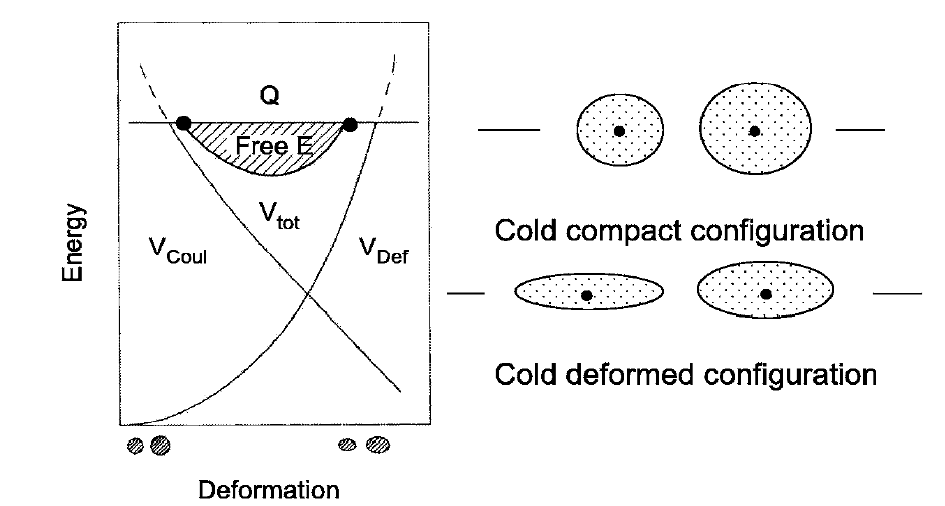 Q
Free E
V_tot
V_Coul
V_Def
Energy
Deformation
Cold compact configuration
Cold deformed configuration